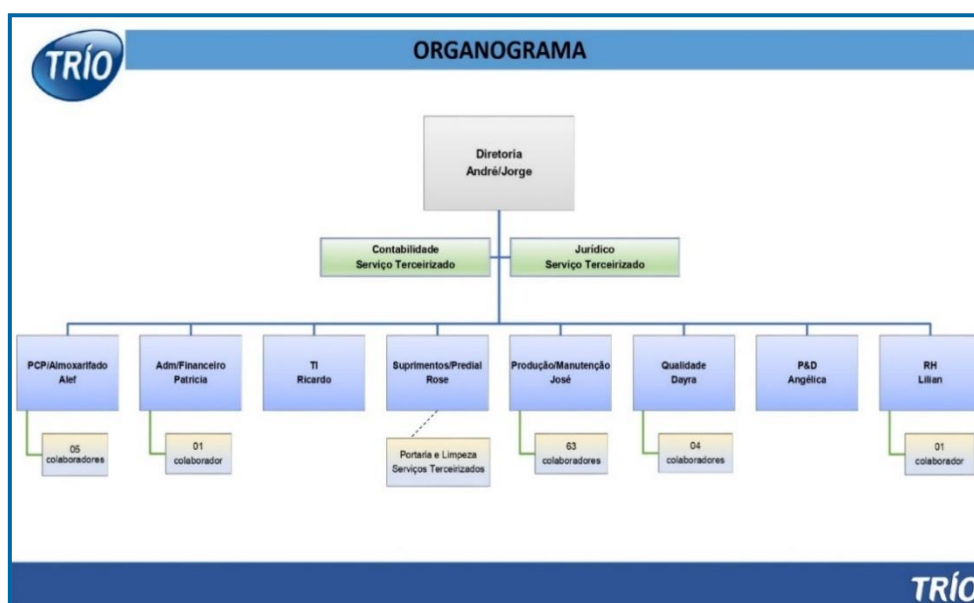 TRÍO
ORGANOGRAMA
Diretoria
André/Jorge
Contabilidade
Serviço Terceirizado
Jurídico
Serviço Terceirizado
PCP/Almoxarifado
Alef
Adm/Financeiro
Patricia
TI
Ricardo
Suprimentos/Predial
Rose
Produção/Manutenção
José
Qualidade
Dayra
P&D
Angélica
RH
Lilian
05
colaboradores
01
colaborador
Portaria e Limpeza
Serviços Terceirizados
63
colaboradores
04
colaboradores
01
colaborador
TRÍO